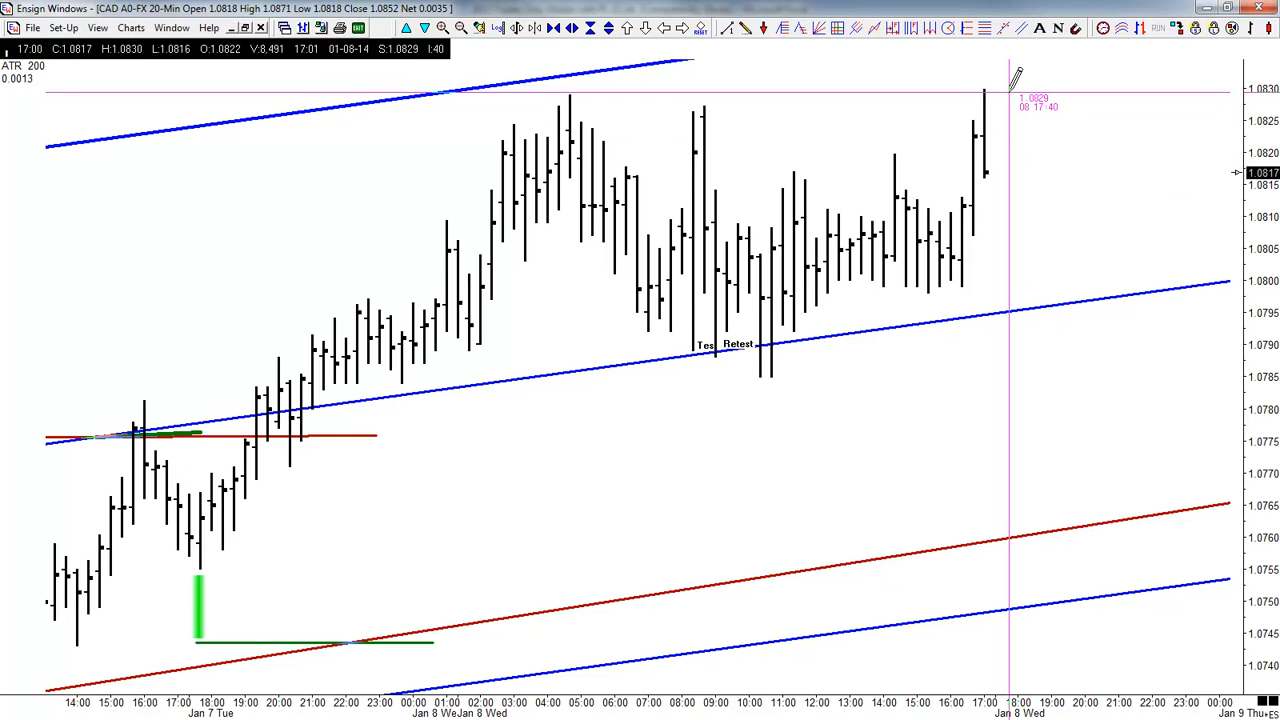 Ensign Windows - [CAD A0-FX 20-Min Open 1.0818 High 1.0871 Low 1.0818 Close 1.0852 Net 0.0035 ]
File Set-Up View Charts Window Help
Log RESET A N RUN
17:00 C:1.0817 H:1.0830 L:1.0816 O:1.0822 V:8,491 17:01 01-08-14 S:1.0829 I:40
ATR 200
0.0013
1.0829
08 17:40
1.0830
1.0825
1.0820
1.0817
1.0815
1.0810
1.0805
1.0800
1.0795
1.0790
1.0785
1.0780
1.0775
1.0770
1.0765
1.0760
1.0755
1.0750
1.0745
1.0740
Tes Retest
14:00 15:00 16:00 17:00 18:00 19:00 20:00 21:00 22:00 23:00 00:00 01:00 02:00 03:00 04:00 05:00 06:00 07:00 08:00 09:00 10:00 11:00 12:00 13:00 14:00 15:00 16:00 17:00 18:00 19:00 20:00 21:00 22:00 23:00 00:00
Jan 7 Tue Jan 8 We Jan 8 Wed Jan 8 Wed Jan 9 Thu
ES